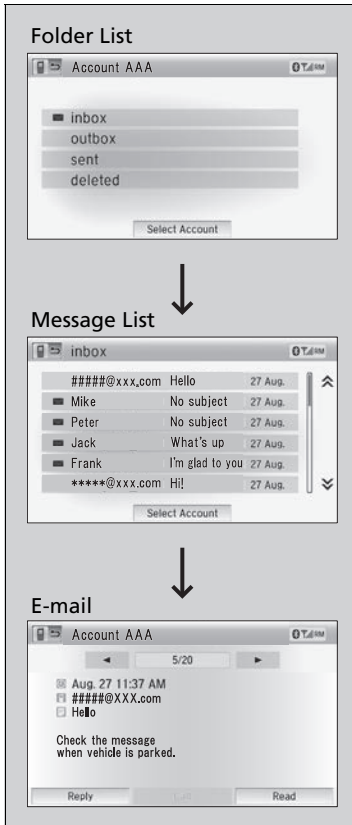 Folder List
Account AAA
inbox
outbox
sent
deleted
Select Account
Message List
inbox
#####@xxx.com Hello 27 Aug.
Mike No subject 27 Aug.
Peter No subject 27 Aug.
Jack What's up 27 Aug.
Frank I'm glad to you 27 Aug.
*****@xxx.com Hi! 27 Aug.
Select Account
E-mail
Account AAA
5/20
Aug. 27 11:37 AM
#####@XXX.com
Hello
Check the message
when vehicle is parked.
Reply Call Read